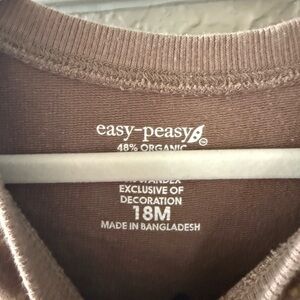 easy-peasy
48% ORGANIC
SPANDEX
EXCLUSIVE OF
DECORATION
18M
MADE IN BANGLADESH